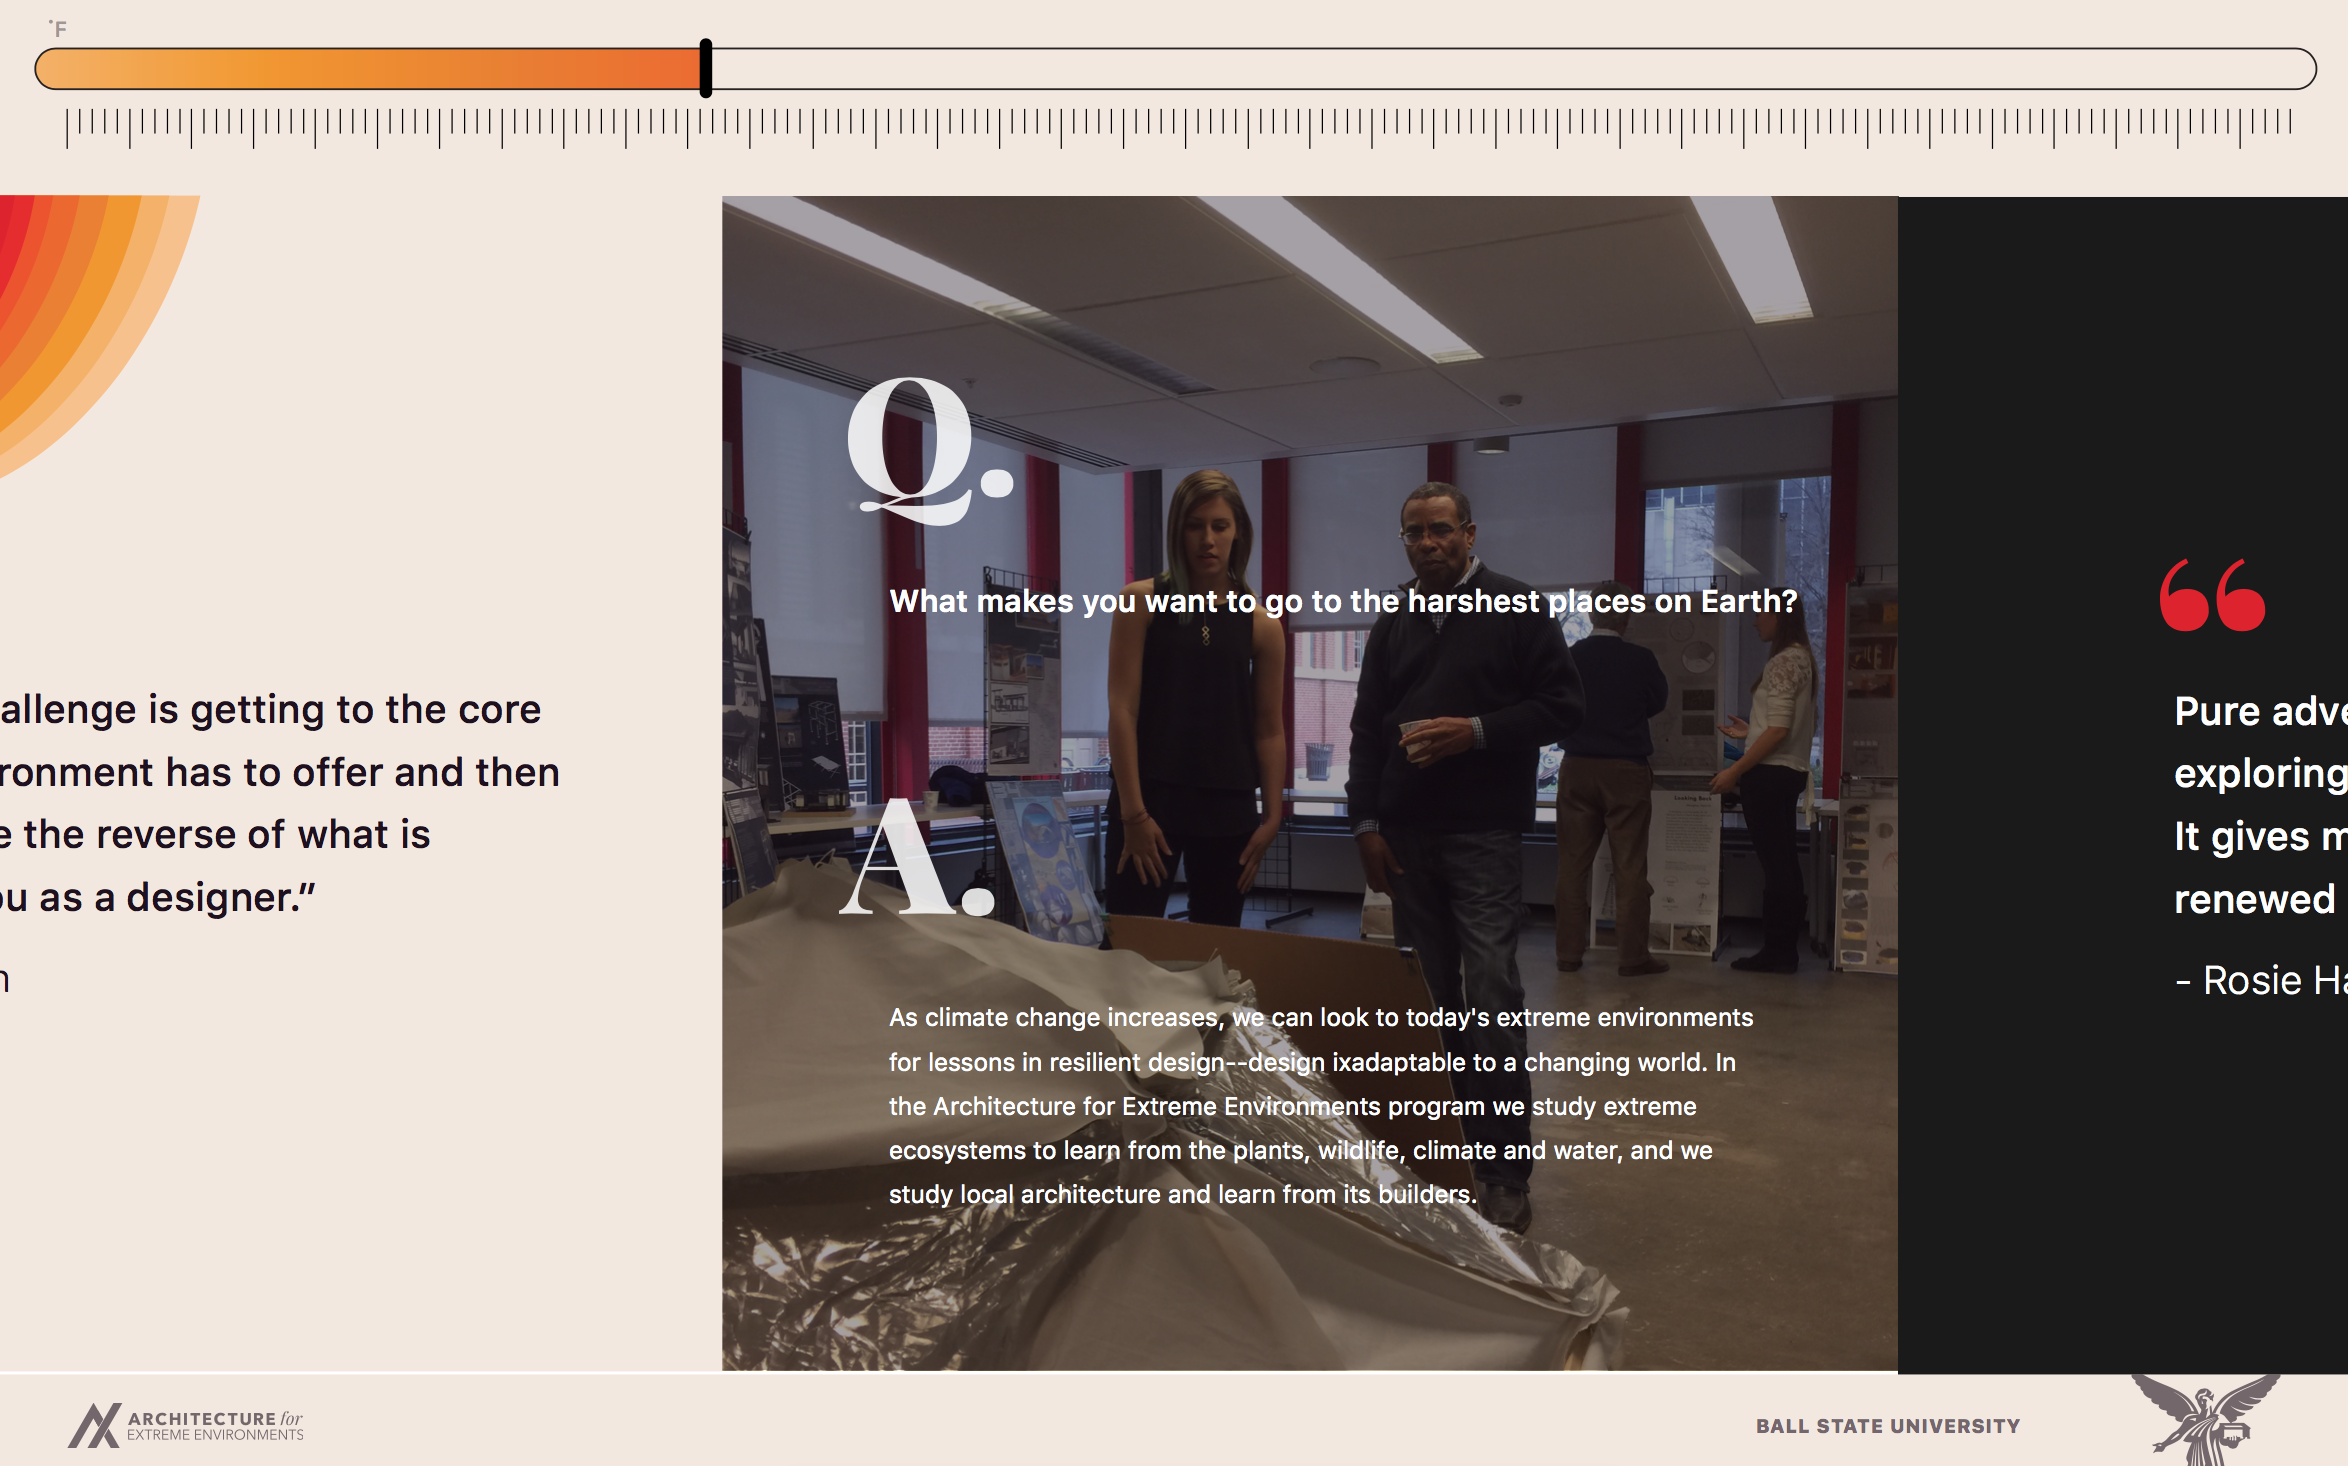 °F
allenge is getting to the core
ronment has to offer and then
e the reverse of what is
ou as a designer.”
n
Q.
What makes you want to go to the harshest places on Earth?
A.
As climate change increases, we can look to today's extreme environments
for lessons in resilient design--design ixadaptable to a changing world. In
the Architecture for Extreme Environments program we study extreme
ecosystems to learn from the plants, wildlife, climate and water, and we
study local architecture and learn from its builders.
“
Pure adve
exploring
It gives m
renewed
- Rosie Ha
ARCHITECTURE for
EXTREME ENVIRONMENTS
BALL STATE UNIVERSITY